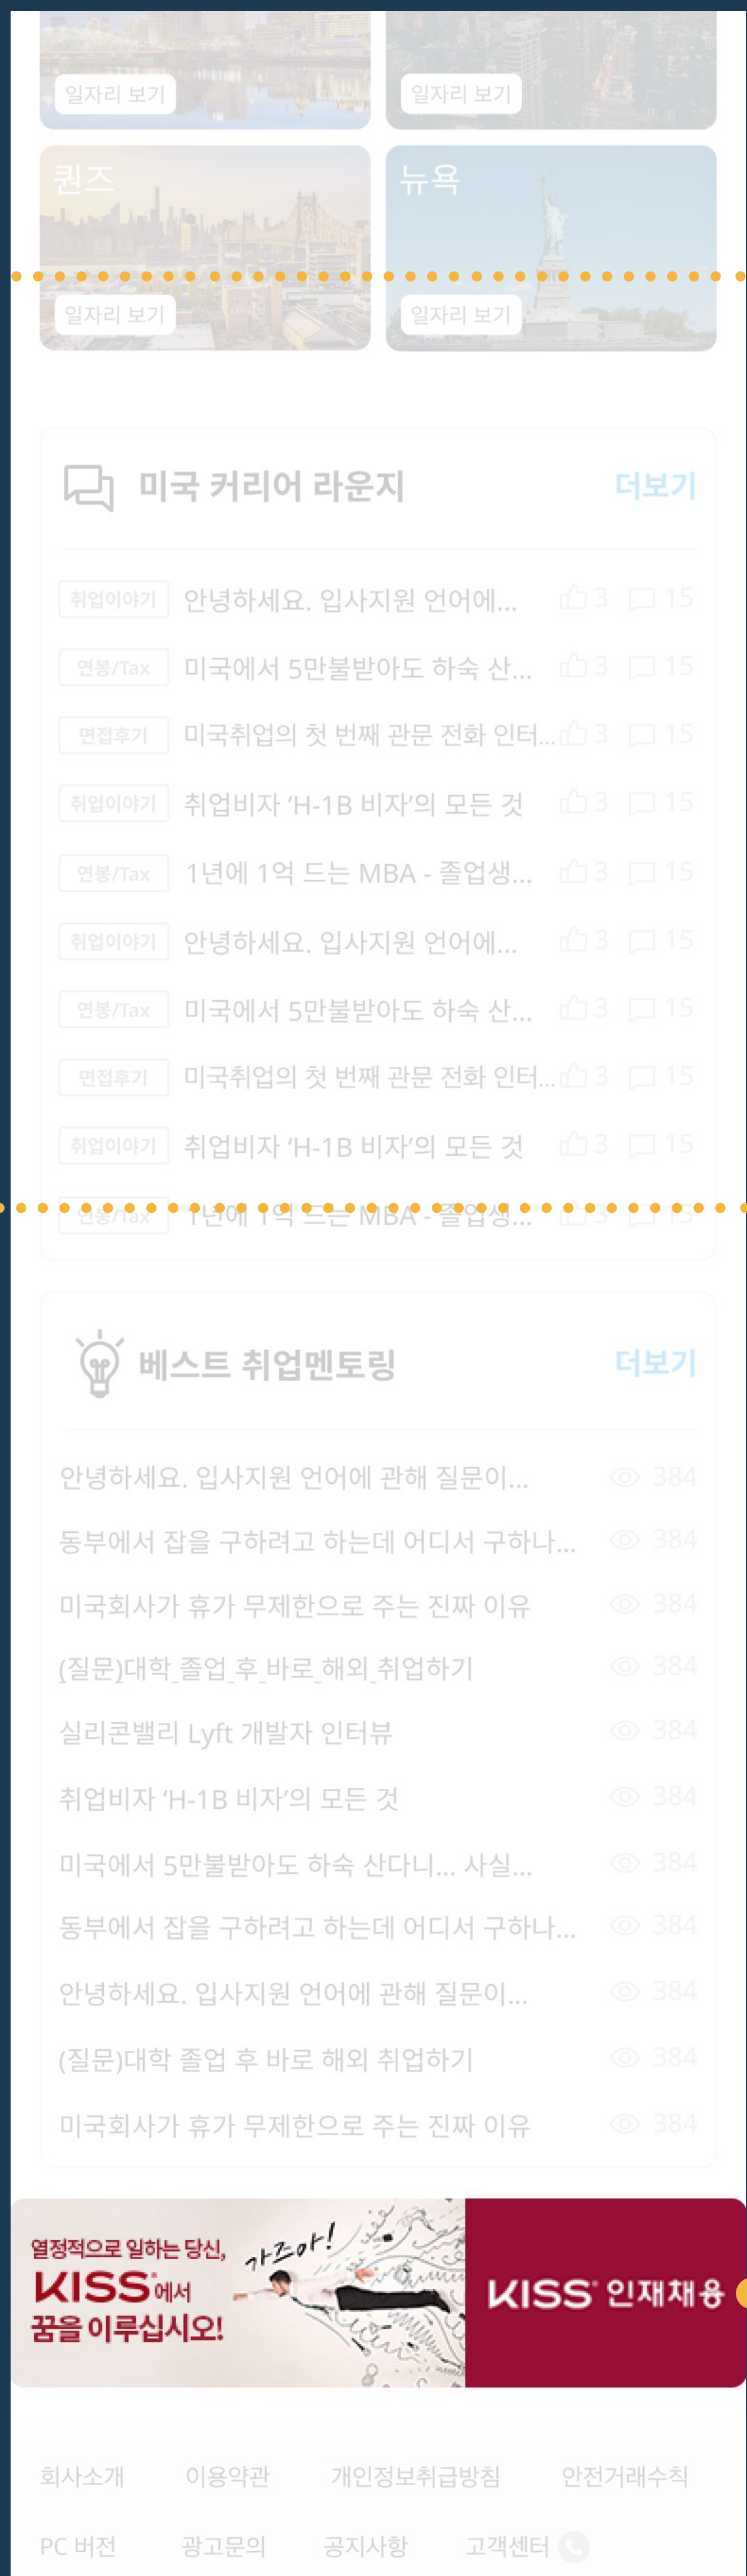 일자리 보기 일자리 보기
퀸즈 뉴욕
일자리 보기 일자리 보기
미국 커리어 라운지 더보기
취업이야기 안녕하세요. 입사지원 언어에... 3 15
연봉/Tax 미국에서 5만불받아도 하숙 산... 3 15
면접후기 미국취업의 첫 번째 관문 전화 인터... 3 15
취업이야기 취업비자 ‘H-1B 비자’의 모든 것 3 15
연봉/Tax 1년에 1억 드는 MBA - 졸업생... 3 15
취업이야기 안녕하세요. 입사지원 언어에... 3 15
연봉/Tax 미국에서 5만불받아도 하숙 산... 3 15
면접후기 미국취업의 첫 번째 관문 전화 인터... 3 15
취업이야기 취업비자 ‘H-1B 비자’의 모든 것 3 15
연봉/Tax 1년에 1억 드는 MBA - 졸업생... 3 15
베스트 취업멘토링 더보기
안녕하세요. 입사지원 언어에 관해 질문이... 384
동부에서 잡을 구하려고 하는데 어디서 구하나... 384
미국회사가 휴가 무제한으로 주는 진짜 이유 384
(질문)대학 졸업 후 바로 해외 취업하기 384
실리콘밸리 Lyft 개발자 인터뷰 384
취업비자 ‘H-1B 비자’의 모든 것 384
미국에서 5만불받아도 하숙 산다니... 사실... 384
동부에서 잡을 구하려고 하는데 어디서 구하나... 384
안녕하세요. 입사지원 언어에 관해 질문이... 384
(질문)대학 졸업 후 바로 해외 취업하기 384
미국회사가 휴가 무제한으로 주는 진짜 이유 384
열정적으로 일하는 당신,
KISS®에서
꿈을 이루십시오!
가즈아!
KISS® 인재채용
회사소개 이용약관 개인정보취급방침 안전거래수칙
PC 버전 광고문의 공지사항 고객센터